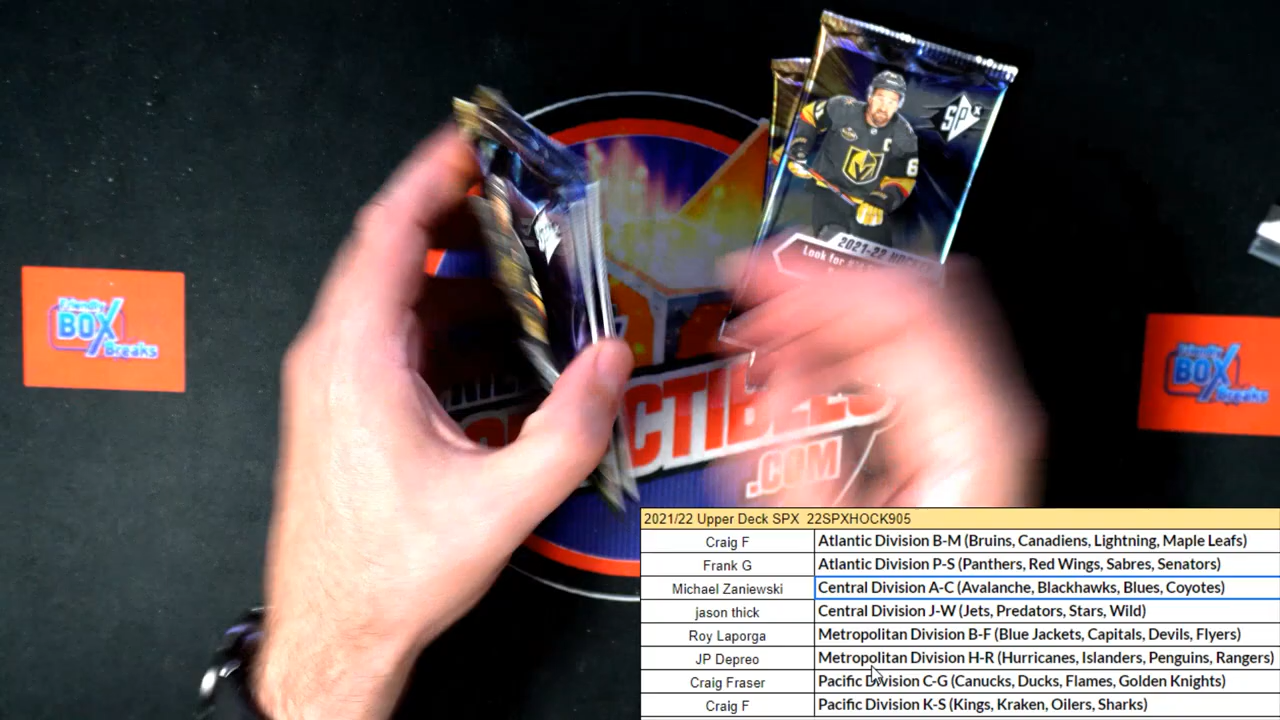 SPx
C
6
2021-22 HOCKEY
Look for
SPx
Friendly
BOX
Breaks
BOX
Breaks
CTIBLES
.COM
2021/22 Upper Deck SPX 22SPXHOCK905
Craig F Atlantic Division B-M (Bruins, Canadiens, Lightning, Maple Leafs)
Frank G Atlantic Division P-S (Panthers, Red Wings, Sabres, Senators)
Michael Zaniewski Central Division A-C (Avalanche, Blackhawks, Blues, Coyotes)
jason thick Central Division J-W (Jets, Predators, Stars, Wild)
Roy Laporga Metropolitan Division B-F (Blue Jackets, Capitals, Devils, Flyers)
JP Depreo Metropolitan Division H-R (Hurricanes, Islanders, Penguins, Rangers)
Craig Fraser Pacific Division C-G (Canucks, Ducks, Flames, Golden Knights)
Craig F Pacific Division K-S (Kings, Kraken, Oilers, Sharks)